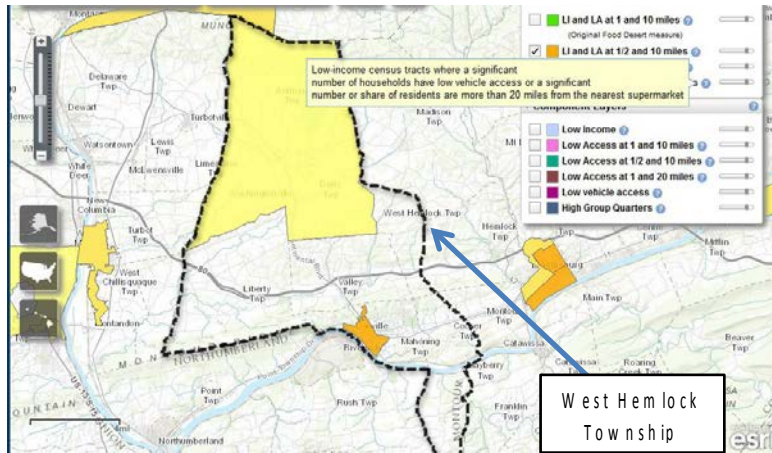 LI and LA at 1 and 10 miles
(Original Food Desert measure)
LI and LA at 1/2 and 10 miles
Low-income census tracts where a significant
number of households have low vehicle access or a significant
number or share of residents are more than 20 miles from the nearest supermarket
Component Layers
Low Income
Low Access at 1 and 10 miles
Low Access at 1/2 and 10 miles
Low Access at 1 and 20 miles
Low vehicle access
High Group Quarters
Delaware
Twp
Dewart
Watsontown
Lewis
Twp
McEwensville
White
Deer
New
Columbia
Turbot
Twp
West
Chillisquaque
Twp
Madison
Twp
West Hemlock Twp
Hemlock
Twp
80
Liberty
Twp
Valley
Twp
Mahoning
Twp
Cooper
Twp
Catawissa
Main Twp
Mifflin
Twp
Beaver
Twp
Roaring
Creek Twp
Franklin
Twp
NORTHUMBERLAND
MONTOUR
Point
Township Dr
Point
Twp
Rush Twp
Northumberland
UNION
West Hemlock
Township
esri